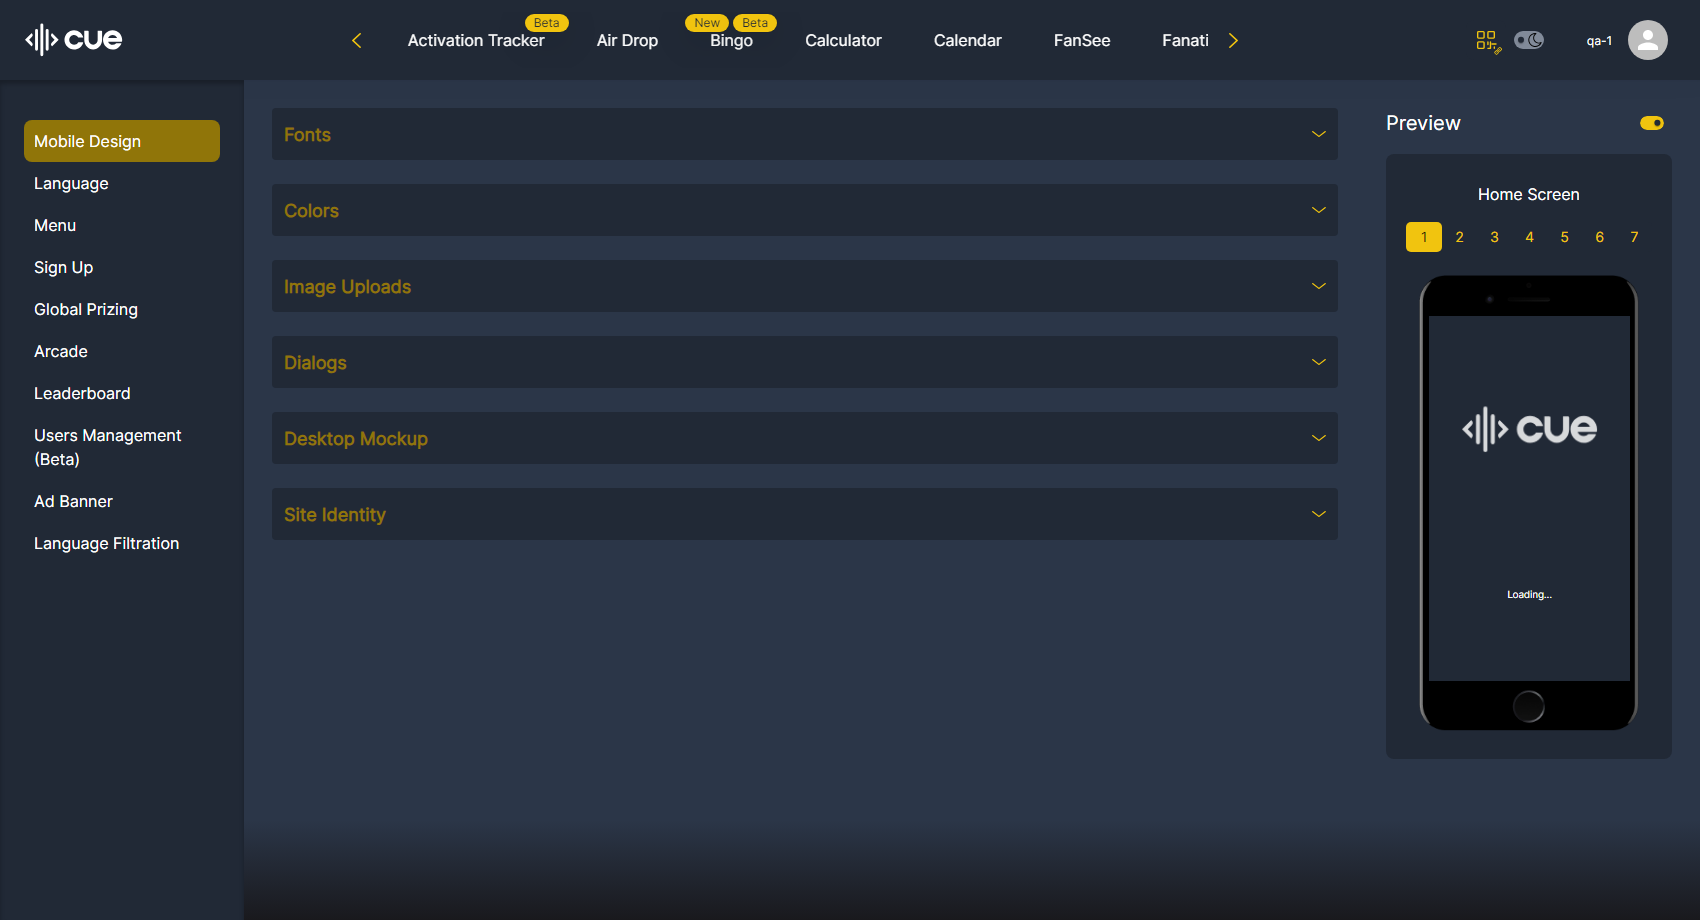 cue
Activation Tracker Beta
Air Drop
Bingo New Beta
Calculator
Calendar
FanSee
Fanati
qa-1
Mobile Design
Language
Menu
Sign Up
Global Prizing
Arcade
Leaderboard
Users Management
(Beta)
Ad Banner
Language Filtration
Fonts
Colors
Image Uploads
Dialogs
Desktop Mockup
Site Identity
Preview
Home Screen
1 2 3 4 5 6 7
cue
Loading...